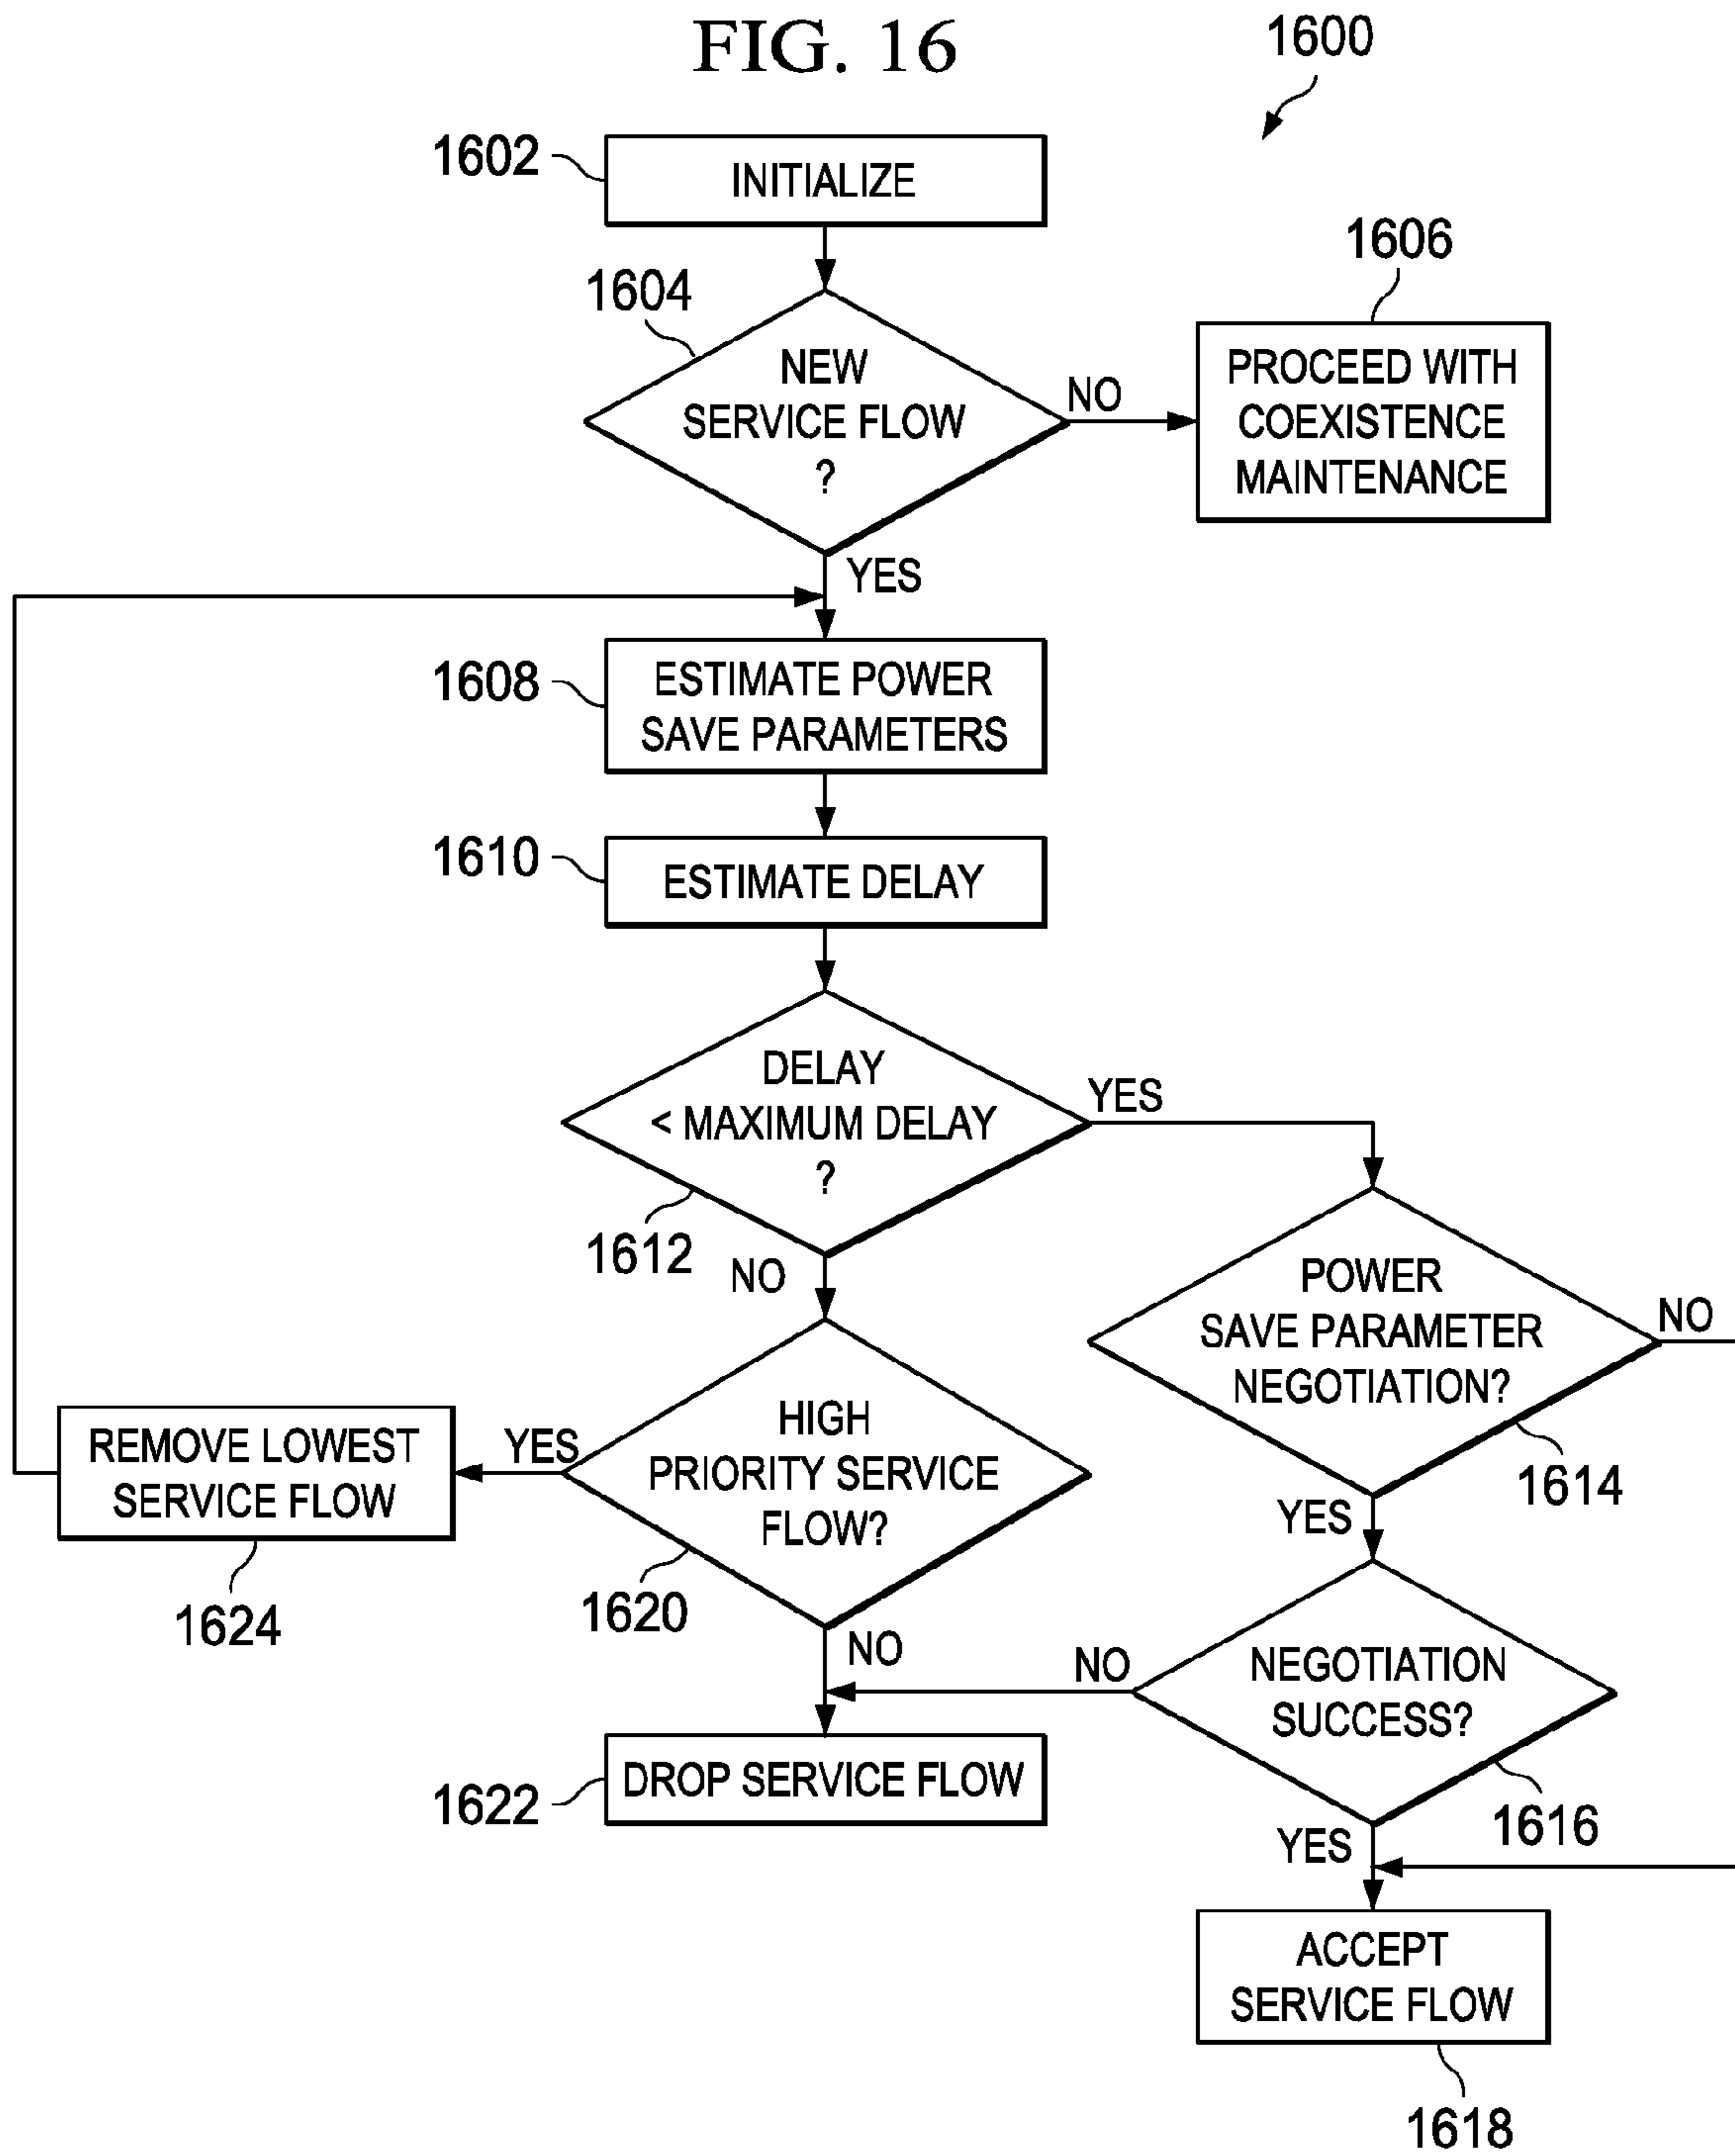 FIG. 16
1600
1602
INITIALIZE
1604
NEW
SERVICE FLOW
?
NO
1606
PROCEED WITH
COEXISTENCE
MAINTENANCE
YES
1608
ESTIMATE POWER
SAVE PARAMETERS
1610
ESTIMATE DELAY
DELAY
< MAXIMUM DELAY
?
YES
1612
NO
POWER
SAVE PARAMETER
NEGOTIATION?
NO
1614
YES
HIGH
PRIORITY SERVICE
FLOW?
YES
1620
REMOVE LOWEST
SERVICE FLOW
1624
NO
NEGOTIATION
SUCCESS?
NO
1616
YES
1622
DROP SERVICE FLOW
ACCEPT
SERVICE FLOW
1618